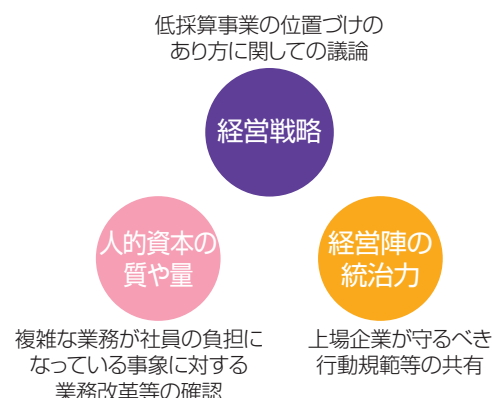 低採算事業の位置づけの
あり方に関しての議論
経営戦略
人的資本の
質や量
経営陣の
統治力
複雑な業務が社員の負担に
なっている事象に対する
業務改革等の確認
上場企業が守るべき
行動規範等の共有